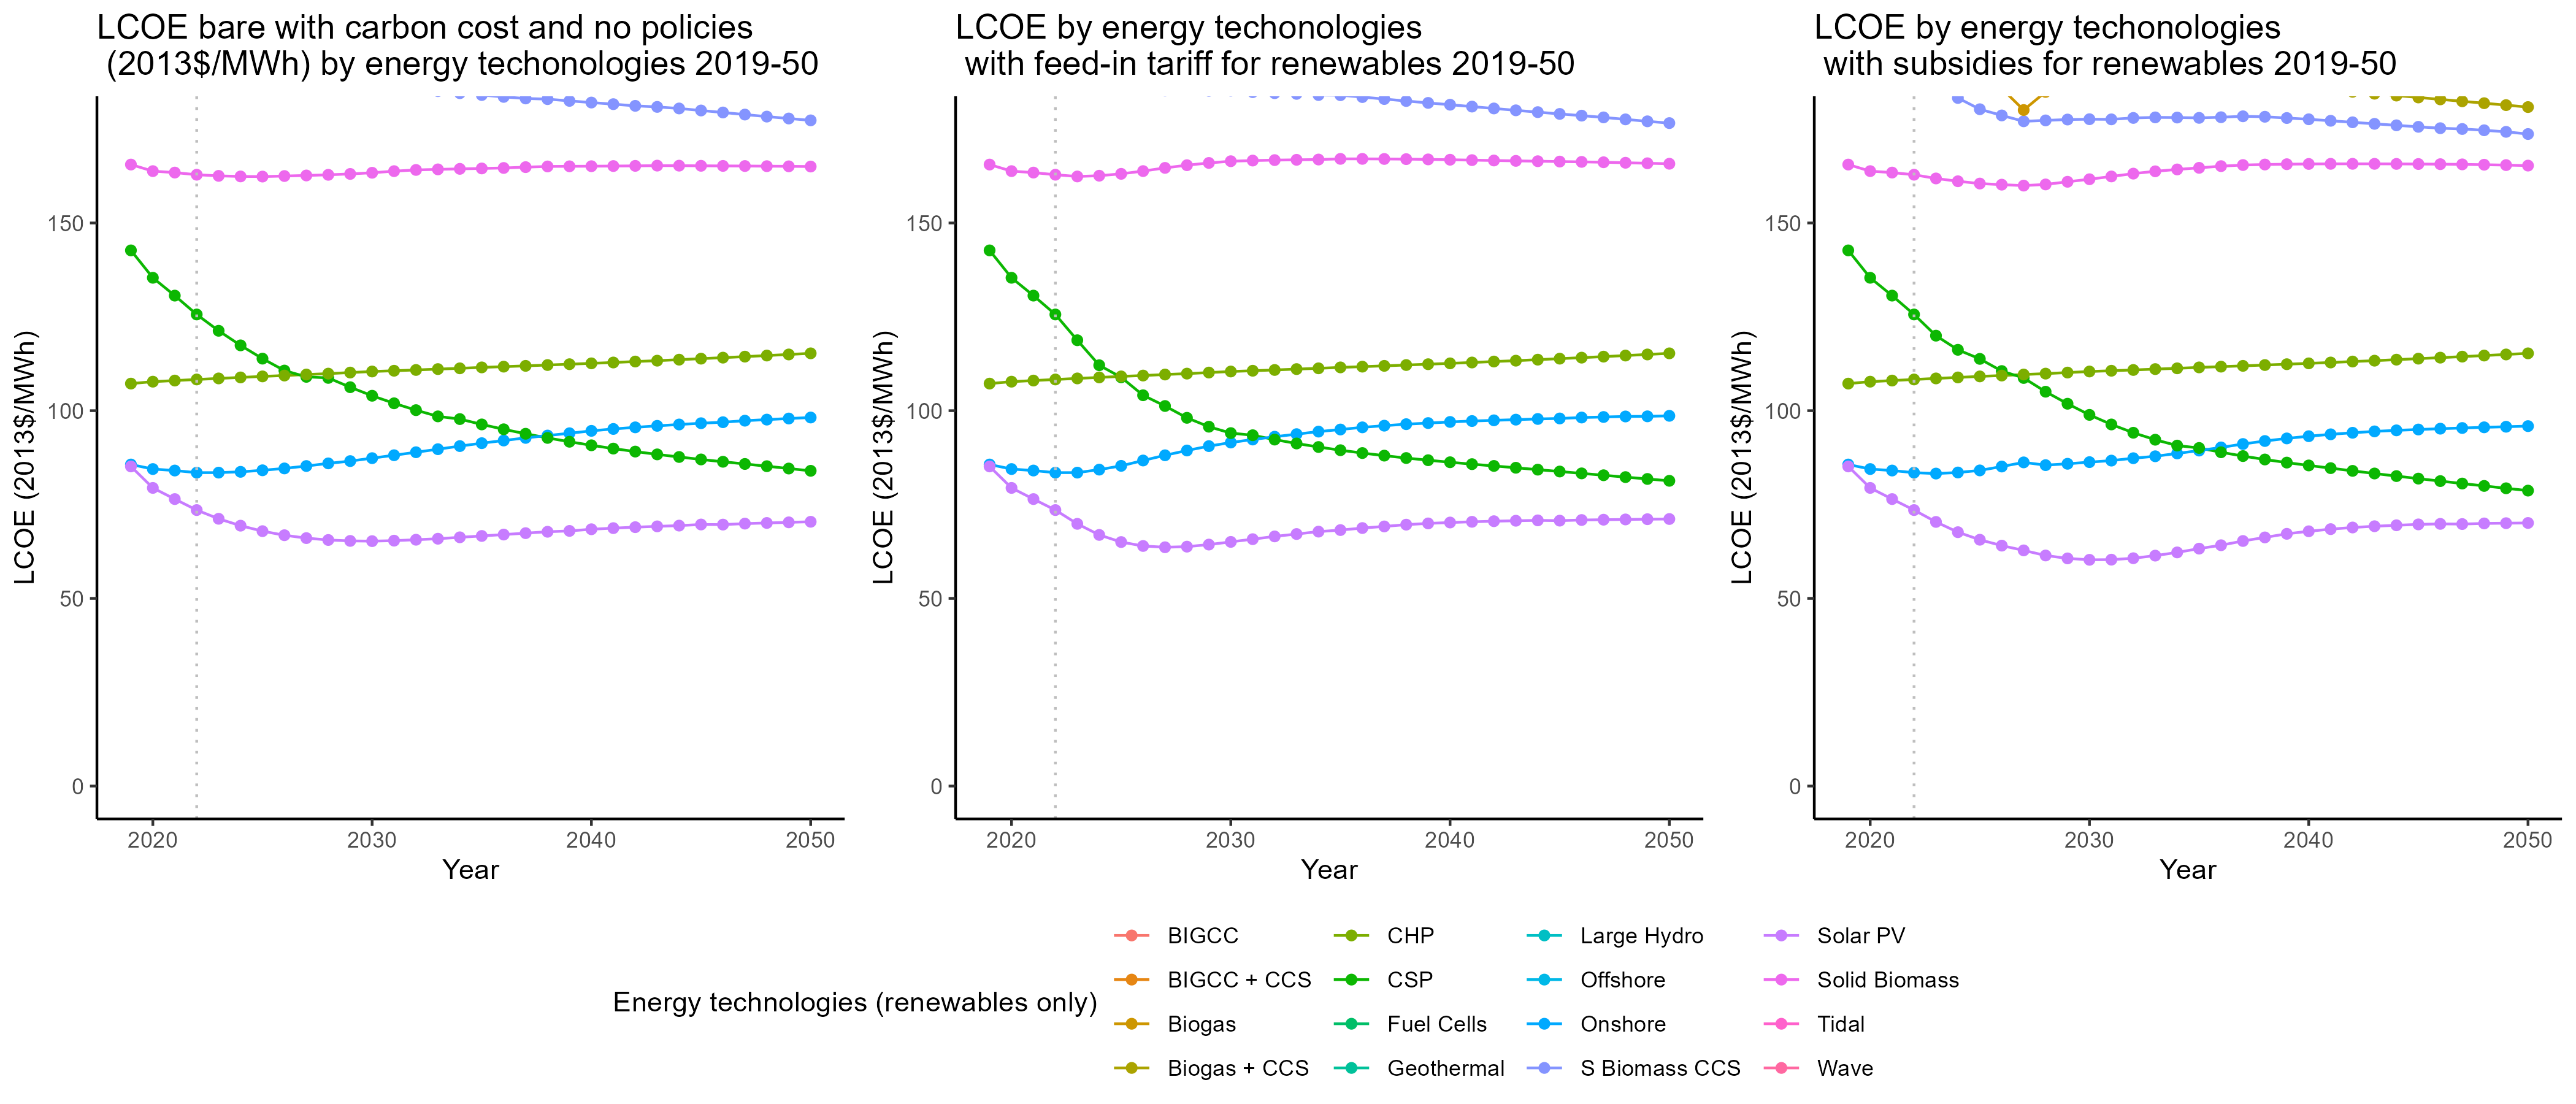 LCOE bare with carbon cost and no policies
(2013$/MWh) by energy techonologies 2019-50
LCOE by energy techonologies
with feed-in tariff for renewables 2019-50
LCOE by energy techonologies
with subsidies for renewables 2019-50
LCOE (2013$/MWh)
150
100
50
0
2020
2030
2040
2050
Year
LCOE (2013$/MWh)
150
100
50
0
2020
2030
2040
2050
Year
LCOE (2013$/MWh)
150
100
50
0
2020
2030
2040
2050
Year
Energy technologies (renewables only)
BIGCC
BIGCC + CCS
Biogas
Biogas + CCS
CHP
CSP
Fuel Cells
Geothermal
Large Hydro
Offshore
Onshore
S Biomass CCS
Solar PV
Solid Biomass
Tidal
Wave